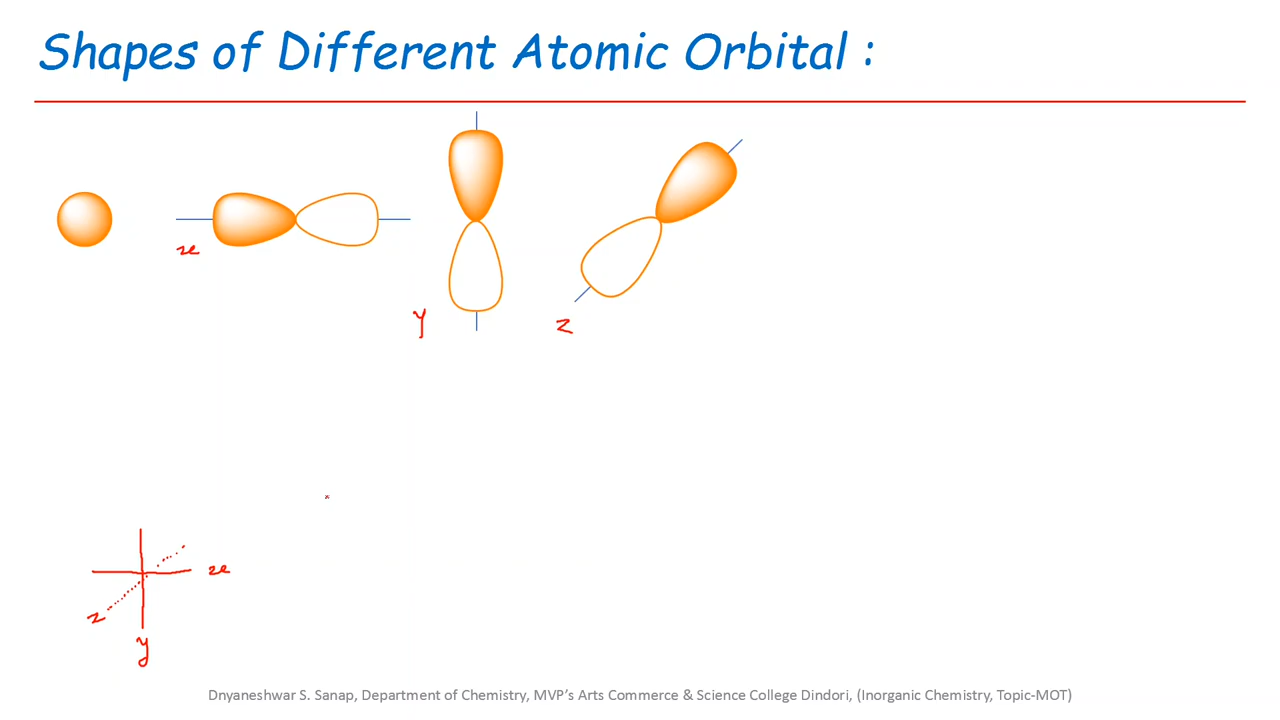 Shapes of Different Atomic Orbital :
x
y
z
x
z
y
Dnyaneshwar S. Sanap, Department of Chemistry, MVP's Arts Commerce & Science College Dindori, (Inorganic Chemistry, Topic-MOT)